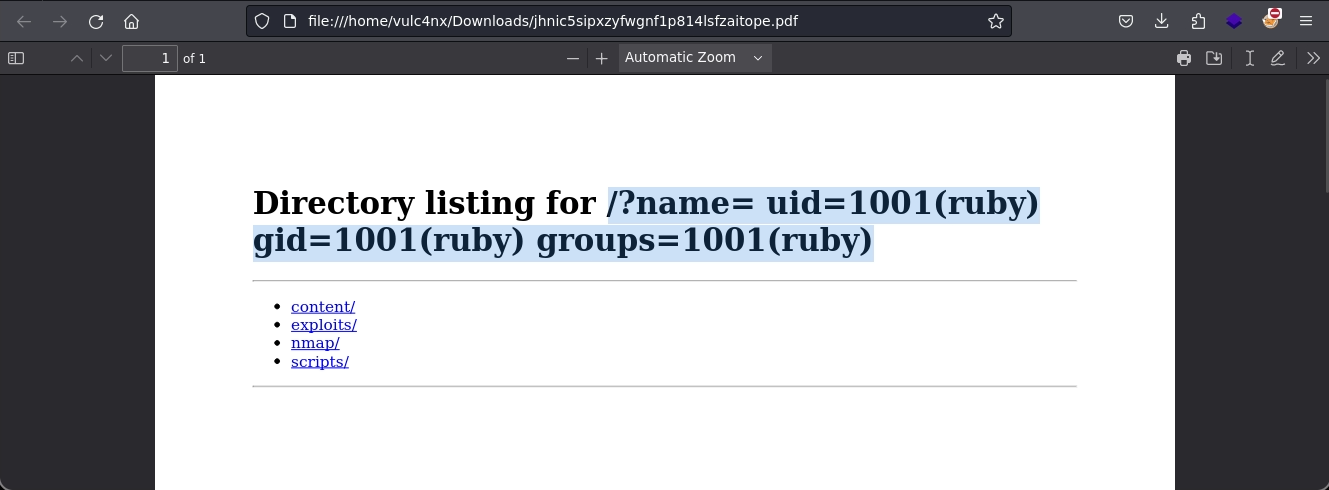 file:///home/vulc4nx/Downloads/jhnic5sipxzyfwgnf1p814lsfzaitope.pdf
1 of 1
Automatic Zoom
Directory listing for /?name= uid=1001(ruby)
gid=1001(ruby) groups=1001(ruby)
content/
exploits/
nmap/
scripts/